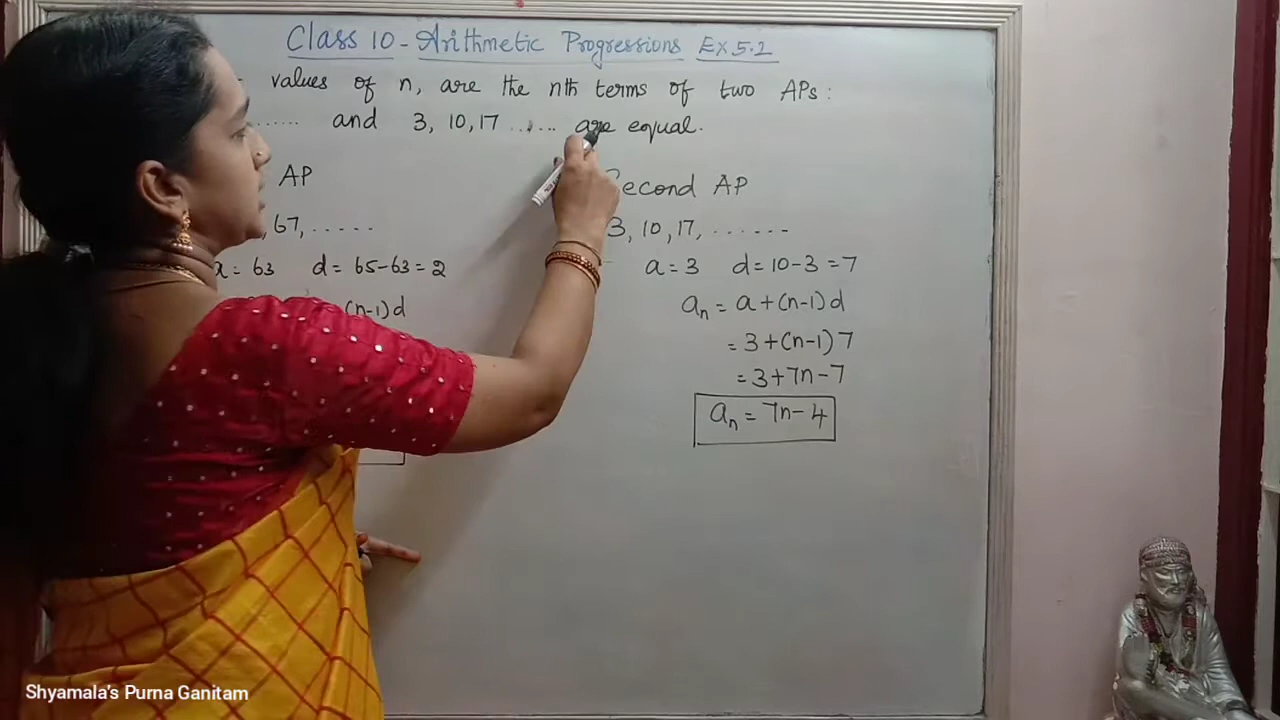 Class 10 - Arithmetic Progressions Ex 5.2
values of n, are the nth terms of two APs:
...... and 3, 10, 17 ...... are equal.
AP
Second AP
, 67, .....
3, 10, 17, ......
a = 63 d = 65-63 = 2
a = 3 d = 10-3 = 7
(n-1)d
an = a + (n-1) d
= 3 + (n-1) 7
= 3 + 7n - 7
an = 7n - 4
Shyamala's Purna Ganitam